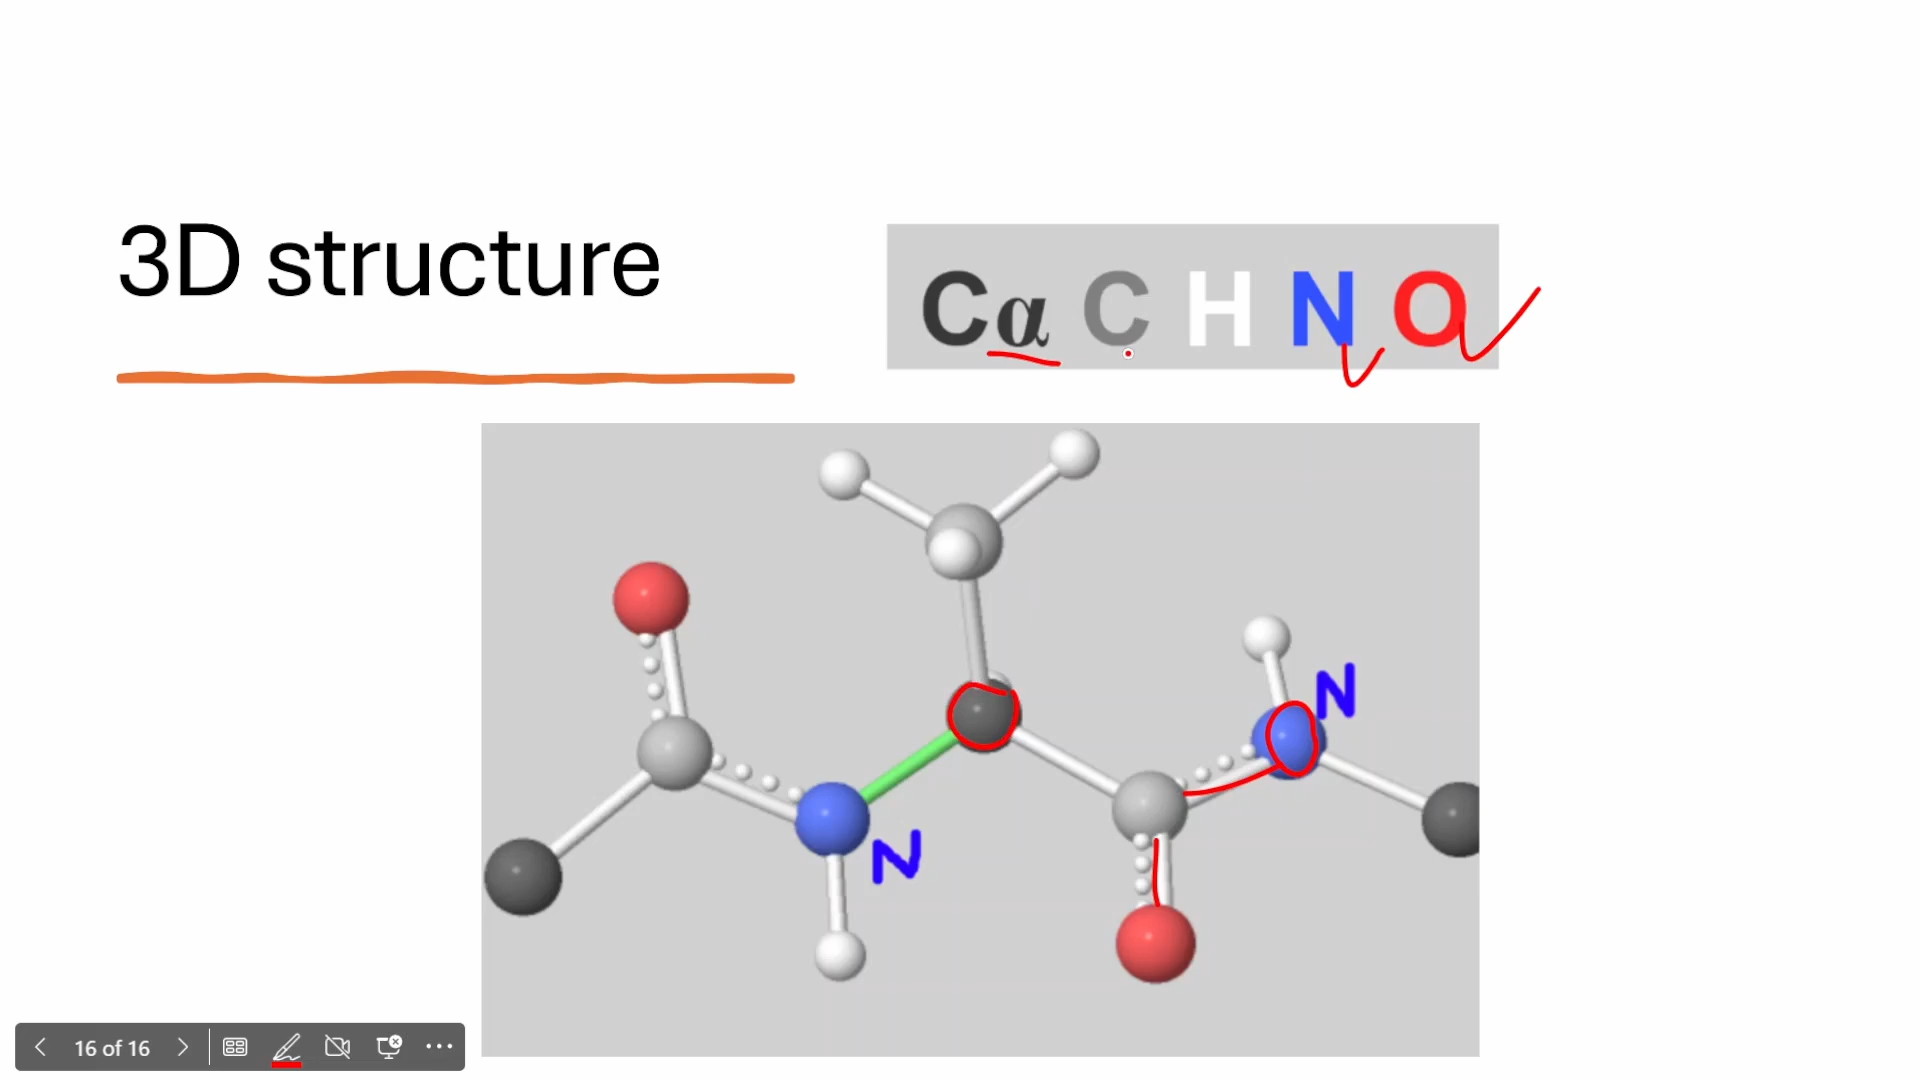 3D structure
Cα C H N O
N
N
16 of 16